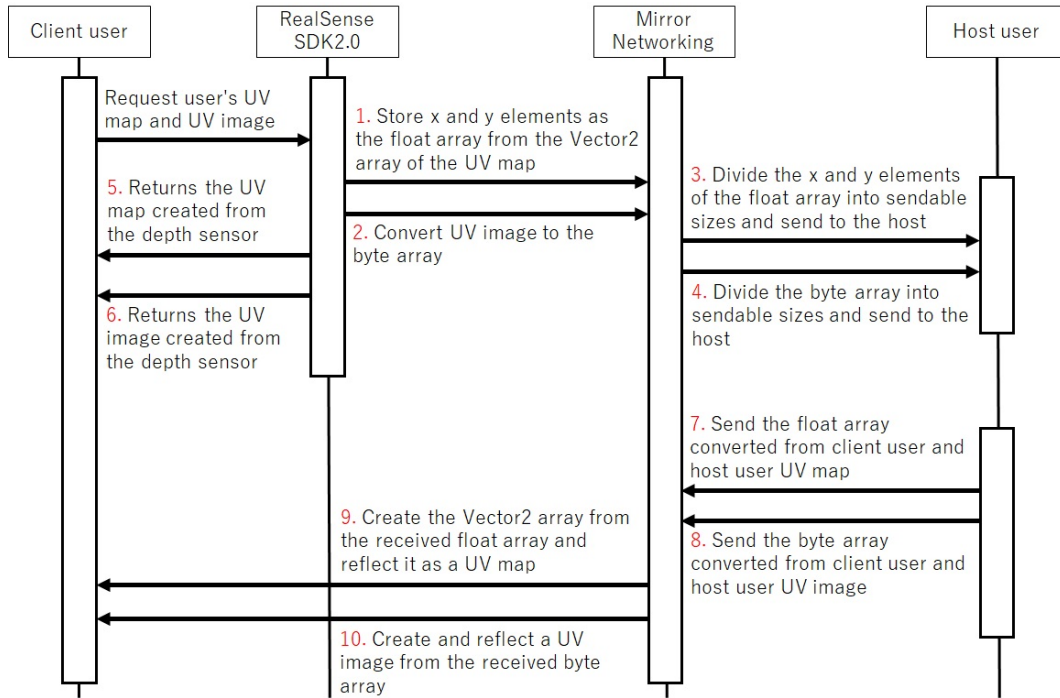 Client user
RealSense
SDK2.0
Mirror
Networking
Host user
Request user's UV
map and UV image
1. Store x and y elements as
the float array from the Vector2
array of the UV map
2. Convert UV image to the
byte array
3. Divide the x and y elements
of the float array into sendable
sizes and send to the host
4. Divide the byte array into
sendable sizes and send to the
host
5. Returns the UV
map created from
the depth sensor
6. Returns the UV
image created from
the depth sensor
7. Send the float array
converted from client user and
host user UV map
8. Send the byte array
converted from client user and
host user UV image
9. Create the Vector2 array from
the received float array and
reflect it as a UV map
10. Create and reflect a UV
image from the received byte
array